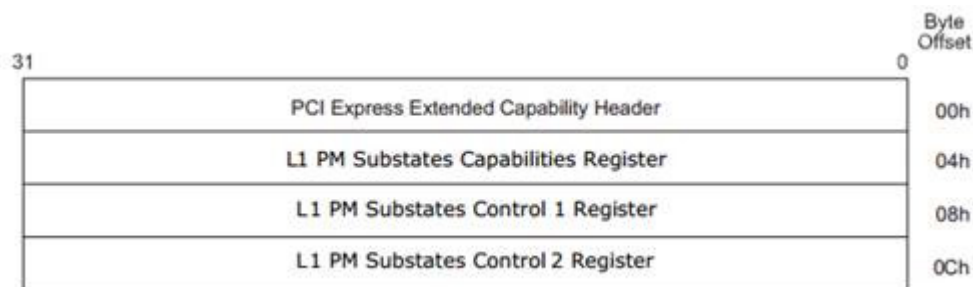 Byte
Offset
31 0
PCI Express Extended Capability Header 00h
L1 PM Substates Capabilities Register 04h
L1 PM Substates Control 1 Register 08h
L1 PM Substates Control 2 Register 0Ch